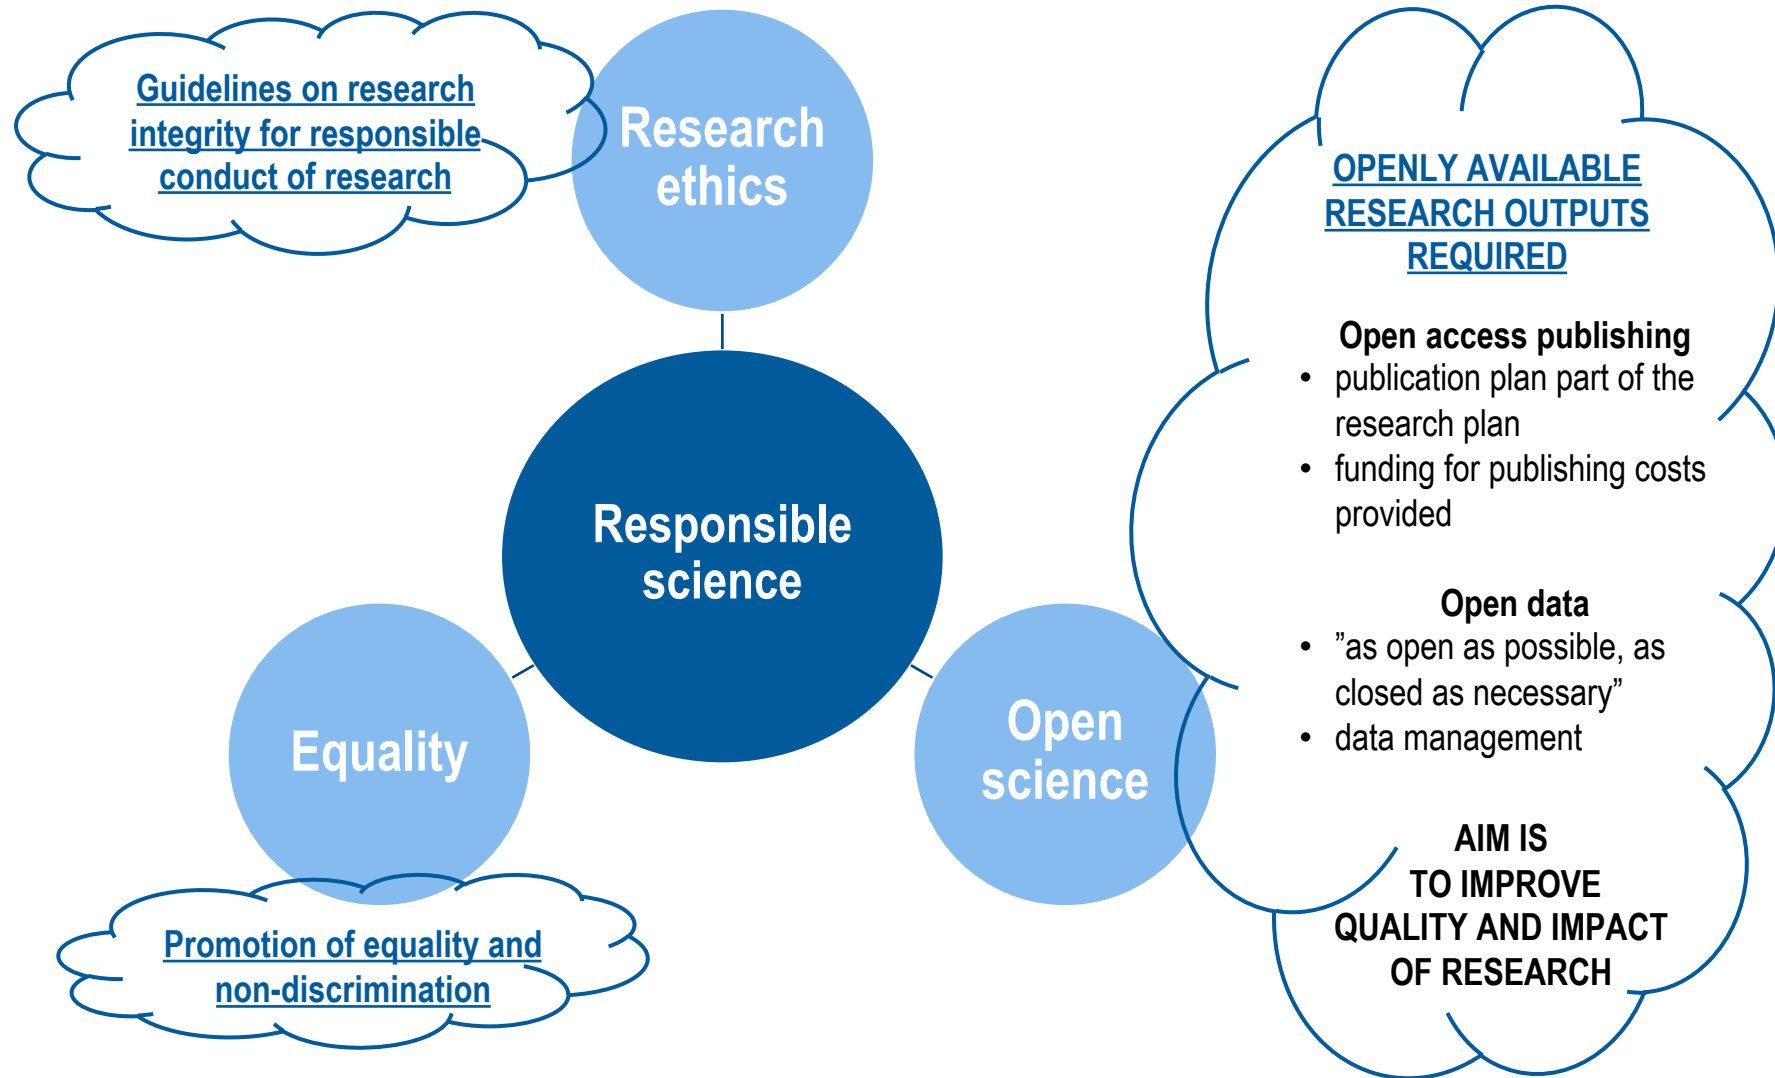 Guidelines on research
integrity for responsible
conduct of research
Research
ethics
Responsible
science
Equality
Promotion of equality and
non-discrimination
Open
science
OPENLY AVAILABLE
RESEARCH OUTPUTS
REQUIRED
Open access publishing
• publication plan part of the
research plan
• funding for publishing costs
provided
Open data
• ”as open as possible, as
closed as necessary”
• data management
AIM IS
TO IMPROVE
QUALITY AND IMPACT
OF RESEARCH